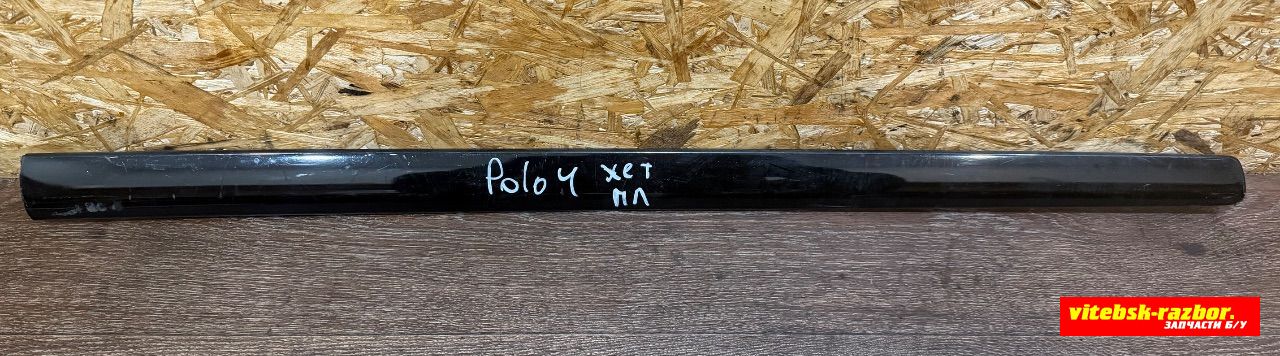 Polo 4 хет
пл
vitebsk-razbor.
ЗАПЧАСТИ Б/У